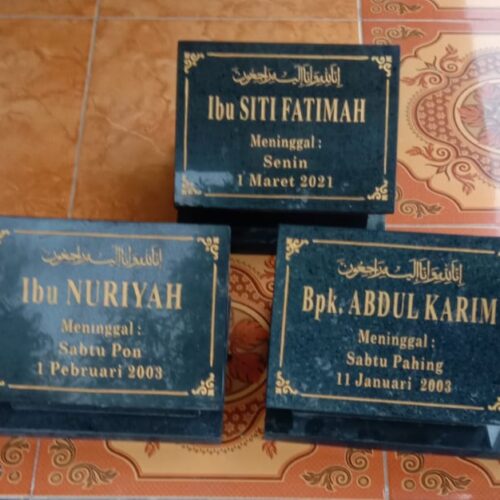 إنا لله وإنا إليه راجعون
Ibu SITI FATIMAH
Meninggal :
Senin
1 Maret 2021
إنا لله وإنا إليه راجعون
Ibu NURIYAH
Meninggal :
Sabtu Pon
1 Pebruari 2003
إنا لله وإنا إليه راجعون
Bpk. ABDUL KARIM
Meninggal :
Sabtu Pahing
11 Januari 2003